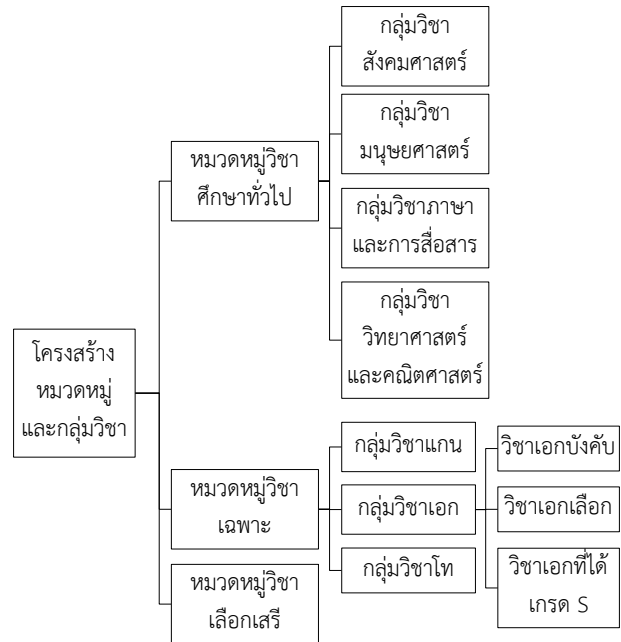 โครงสร้าง
หมวดหมู่
และกลุ่มวิชา
หมวดหมู่วิชา
ศึกษาทั่วไป
กลุ่มวิชา
สังคมศาสตร์
กลุ่มวิชา
มนุษยศาสตร์
กลุ่มวิชาภาษา
และการสื่อสาร
กลุ่มวิชา
วิทยาศาสตร์
และคณิตศาสตร์
หมวดหมู่วิชา
เฉพาะ
กลุ่มวิชาแกน
กลุ่มวิชาเอก
วิชาเอกบังคับ
วิชาเอกเลือก
วิชาเอกที่ได้
เกรด S
กลุ่มวิชาโท
หมวดหมู่วิชา
เลือกเสรี